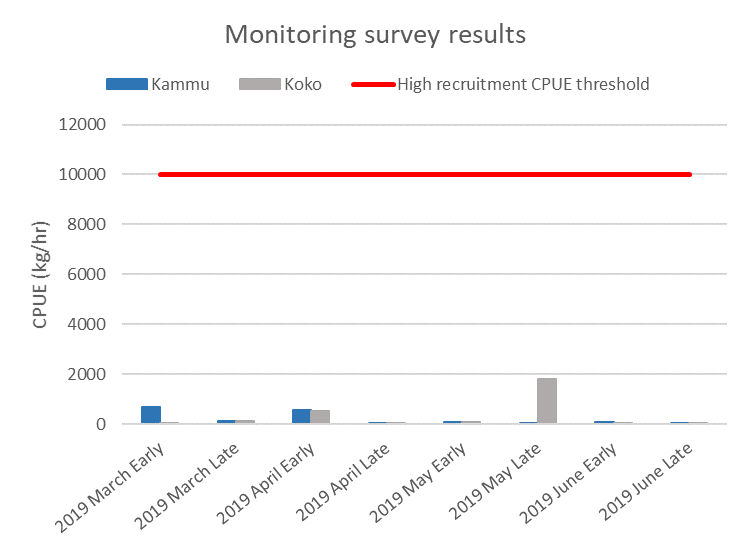 Monitoring survey results
Kammu Koko High recruitment CPUE threshold
12000
10000
8000
6000
4000
2000
0
CPUE (kg/hr)
2019 March Early
2019 March Late
2019 April Early
2019 April Late
2019 May Early
2019 May Late
2019 June Early
2019 June Late